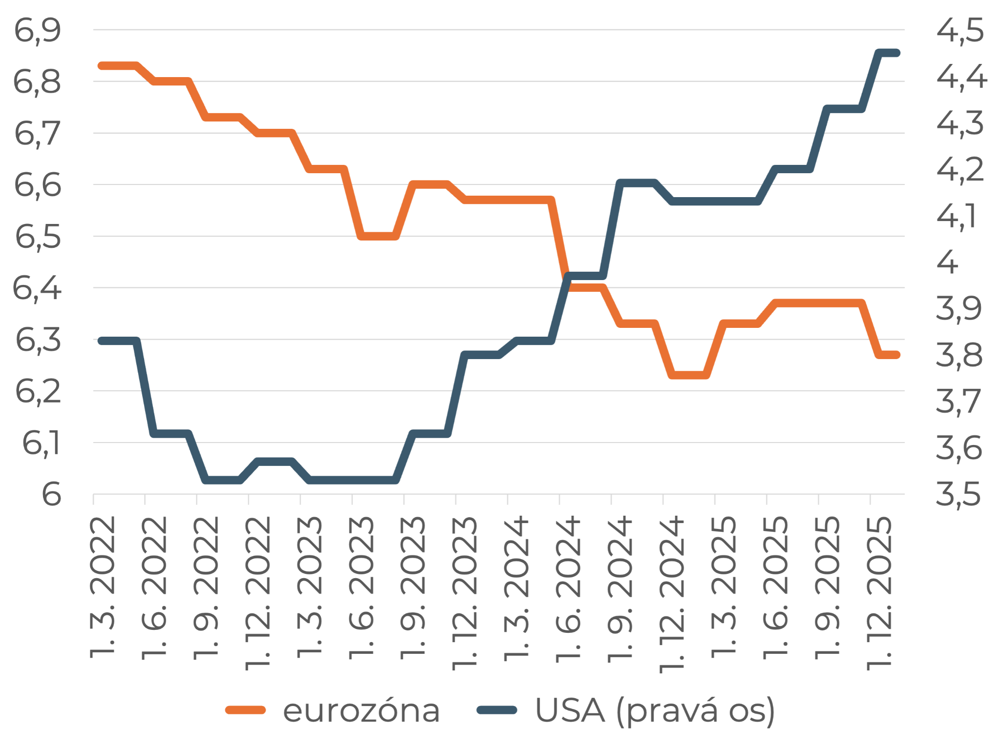 6,9
6,8
6,7
6,6
6,5
6,4
6,3
6,2
6,1
6
4,5
4,4
4,3
4,2
4,1
4
3,9
3,8
3,7
3,6
3,5
1. 3. 2022
1. 6. 2022
1. 9. 2022
1. 12. 2022
1. 3. 2023
1. 6. 2023
1. 9. 2023
1. 12. 2023
1. 3. 2024
1. 6. 2024
1. 9. 2024
1. 12. 2024
1. 3. 2025
1. 6. 2025
1. 9. 2025
1. 12. 2025
eurozóna
USA (pravá os)